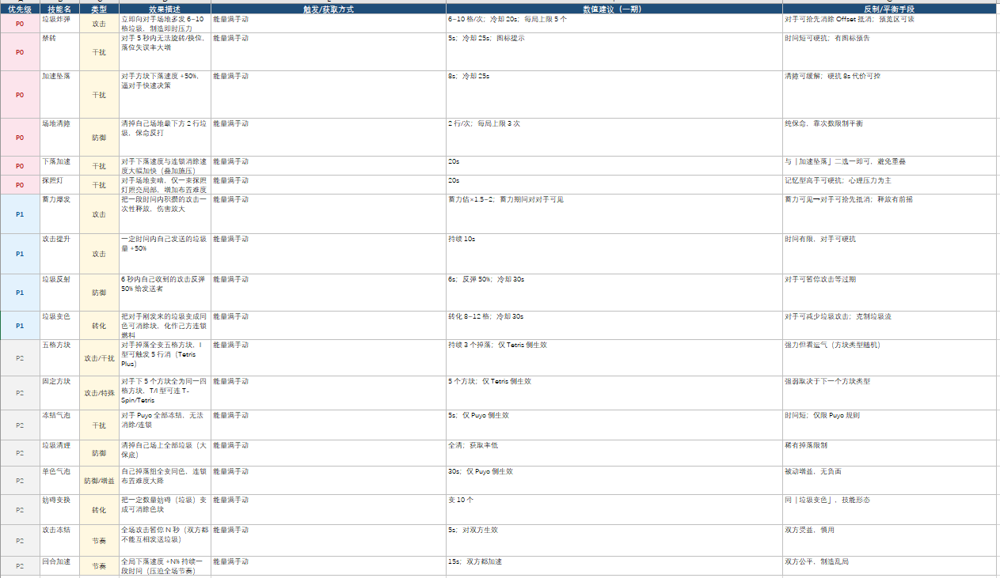 优先级 技能名 类型 效果描述 触发/获取方式 数值建议（一期） 反制/平衡手段
P0 垃圾炸弹 攻击 立即向对手场地多发 6-10 能量满手动 6-10 格/次；冷却 20s；每局上限 5 个 对手可抢先消除 Offset 抵消；预览区可读
格垃圾，制造即时压力
P0 禁转 干扰 对手 5 秒内无法旋转/换位， 能量满手动 5s；冷却 25s；图标提示 时间短可硬抗；有图标预告
落位失误率大增
P0 加速坠落 干扰 对手方块下落速度 +50%， 能量满手动 8s；冷却 25s 清障可缓解；硬抗 8s 代价可控
逼对手快速决策
P0 场地清障 防御 清掉自己场地最下方 2 行垃 能量满手动 2 行/次；每局上限 3 次 纯保命，靠次数限制平衡
圾，保命反打
P0 下落加速 干扰 对手下落速度与连锁消除速 能量满手动 20s 与「加速坠落」二选一即可，避免重叠
度大幅加快（叠加施压）
P0 探照灯 干扰 对手场地变暗，仅一束探照 能量满手动 20s 记忆型高手可硬抗；心理压力为主
灯照亮局部，增加布置难度
P1 蓄力爆发 攻击 把一段时间内积攒的攻击一 能量满手动 蓄力值×1.5-2；蓄力期间对对手可见 蓄力可见→对手可抢先抵消；释放有前摇
次性释放，伤害放大
P1 攻击提升 攻击 一定时间内自己发送的垃圾 能量满手动 持续 10s 时间有限，对手可硬抗
量 +50%
P1 垃圾反射 防御 6 秒内自己收到的攻击反弹 能量满手动 6s；反弹 50%；冷却 30s 对手可暂停攻击等过期
50% 给发送者
P1 垃圾变色 转化 把对手刚发来的垃圾变成同 能量满手动 转化 8-12 格；冷却 30s 对手可减少垃圾攻击；克制垃圾流
色可消除块，化作己方连锁
燃料
P2 五格方块 攻击/干扰 对手掉落全变五格方块，I 能量满手动 持续 3 个掉落；仅 Tetris 侧生效 强力但看运气（方块类型随机）
型可触发 5 行消（Tetris
Plus）
P2 固定方块 攻击/特殊 对手下 5 个方块全为同一四 能量满手动 5 个方块；仅 Tetris 侧生效 强弱取决于下一个方块类型
格方块，T/I 型可连 T-
Spin/Tetris
P2 冻结气泡 干扰 对手 Puyo 全部冻结，无法 能量满手动 5s；仅 Puyo 侧生效 时间短；仅限 Puyo 规则
消除/连锁
P2 垃圾清理 防御 清掉自己场上全部垃圾（大 能量满手动 全清；获取率低 稀有掉落限制
保底）
P2 单色气泡 防御/增益 自己掉落组全变同色，连锁 能量满手动 30s；仅 Puyo 侧生效 被动增益，无负面
布置难度大降
P2 妨碍变换 转化 把一定数量妨碍（垃圾）变 能量满手动 变 10 个 同「垃圾变色」，技能形态
成可消除色块
P2 攻击冻结 节奏 全场攻击暂停 N 秒（双方都 能量满手动 5s；对双方生效 双方受益，慎用
不能互相发送垃圾）
P2 回合加速 节奏 全局下落速度 +N% 持续一 能量满手动 15s；双方都加速 双方公平，制造乱局
段时间（压迫全场节奏）